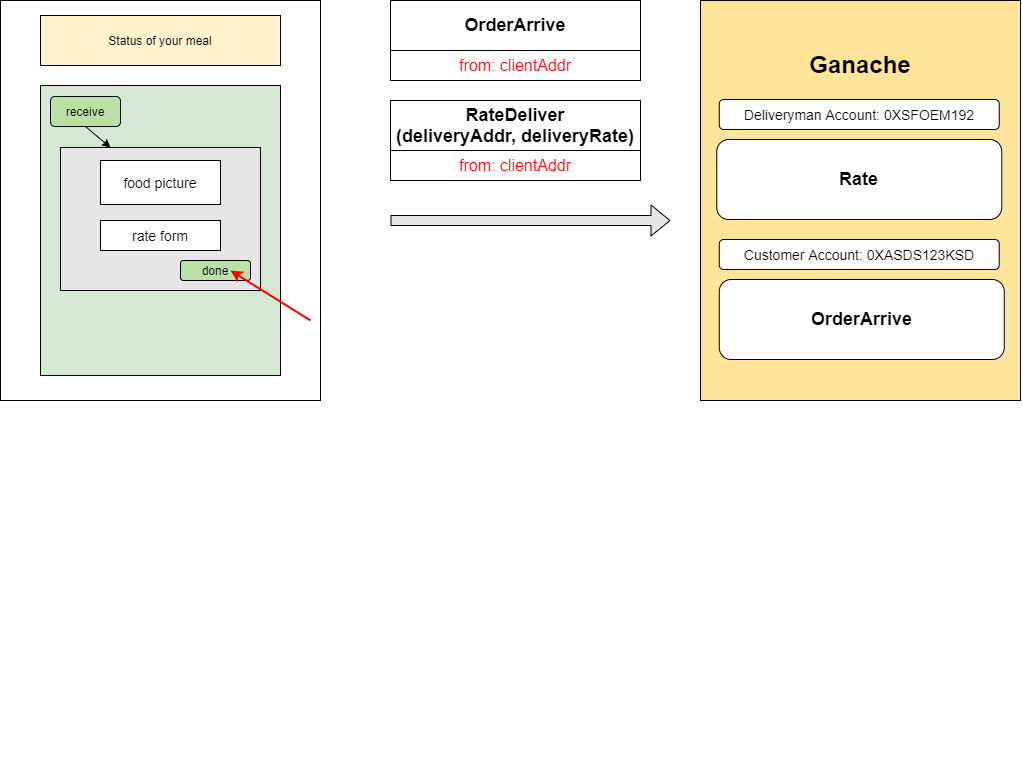 Status of your meal
receive
food picture
rate form
done
OrderArrive
from: clientAddr
RateDeliver
(deliveryAddr, deliveryRate)
from: clientAddr
Ganache
Deliveryman Account: 0XSFOEM192
Rate
Customer Account: 0XASDS123KSD
OrderArrive